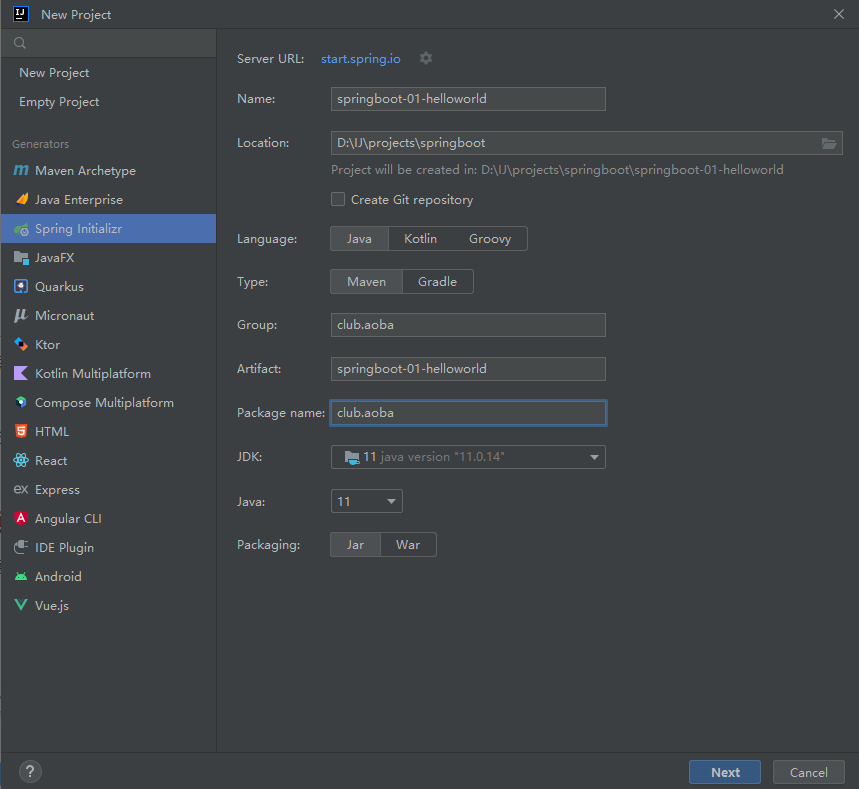 New Project
New Project
Empty Project
Generators
Maven Archetype
Java Enterprise
Spring Initializr
JavaFX
Quarkus
Micronaut
Ktor
Kotlin Multiplatform
Compose Multiplatform
HTML
React
ex Express
Angular CLI
IDE Plugin
Android
Vue.js
Server URL: start.spring.io
Name: springboot-01-helloworld
Location: D:\IJ\projects\springboot
Project will be created in: D:\IJ\projects\springboot\springboot-01-helloworld
Create Git repository
Language: Java Kotlin Groovy
Type: Maven Gradle
Group: club.aoba
Artifact: springboot-01-helloworld
Package name: club.aoba
JDK: 11 java version "11.0.14"
Java: 11
Packaging: Jar War
? Next Cancel